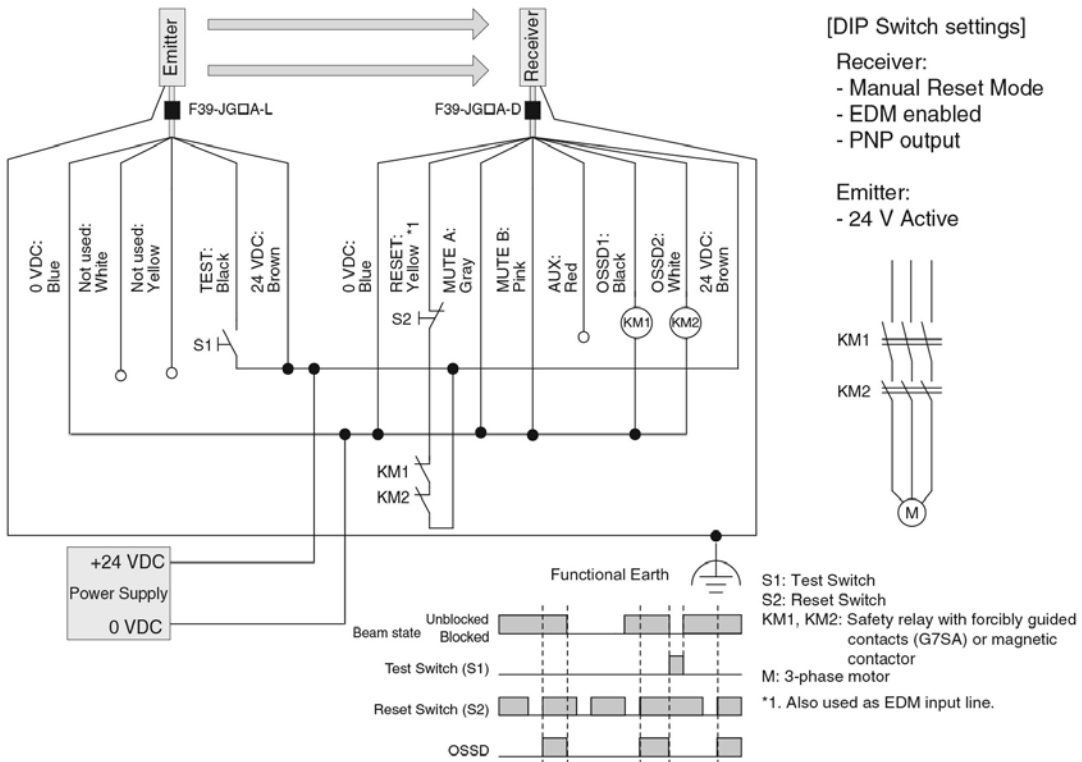 Emitter
Receiver
[DIP Switch settings]
Receiver:
- Manual Reset Mode
- EDM enabled
- PNP output
Emitter:
- 24 V Active
F39-JG□A-L
F39-JG□A-D
0 VDC:
Blue
Not used:
White
Not used:
Yellow
TEST:
Black
24 VDC:
Brown
0 VDC:
Blue
RESET:
Yellow *1
MUTE A:
Gray
MUTE B:
Pink
AUX:
Red
OSSD1:
Black
OSSD2:
White
24 VDC:
Brown
S1
S2
KM1
KM2
KM1
KM2
KM1
KM2
M
+24 VDC
Power Supply
0 VDC
Functional Earth
Beam state
Unblocked
Blocked
Test Switch (S1)
Reset Switch (S2)
OSSD
S1: Test Switch
S2: Reset Switch
KM1, KM2: Safety relay with forcibly guided
contacts (G7SA) or magnetic
contactor
M: 3-phase motor
*1. Also used as EDM input line.